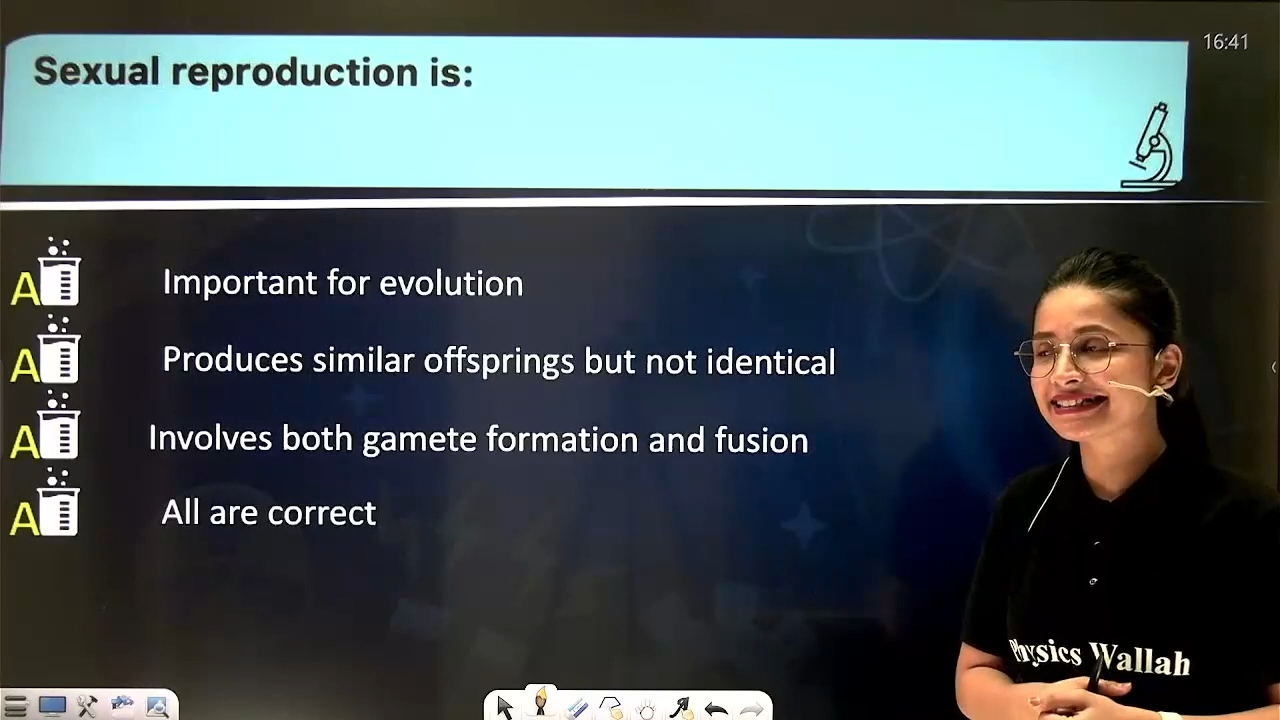 16:41
Sexual reproduction is:
A Important for evolution
A Produces similar offsprings but not identical
A Involves both gamete formation and fusion
A All are correct
Physics Wallah